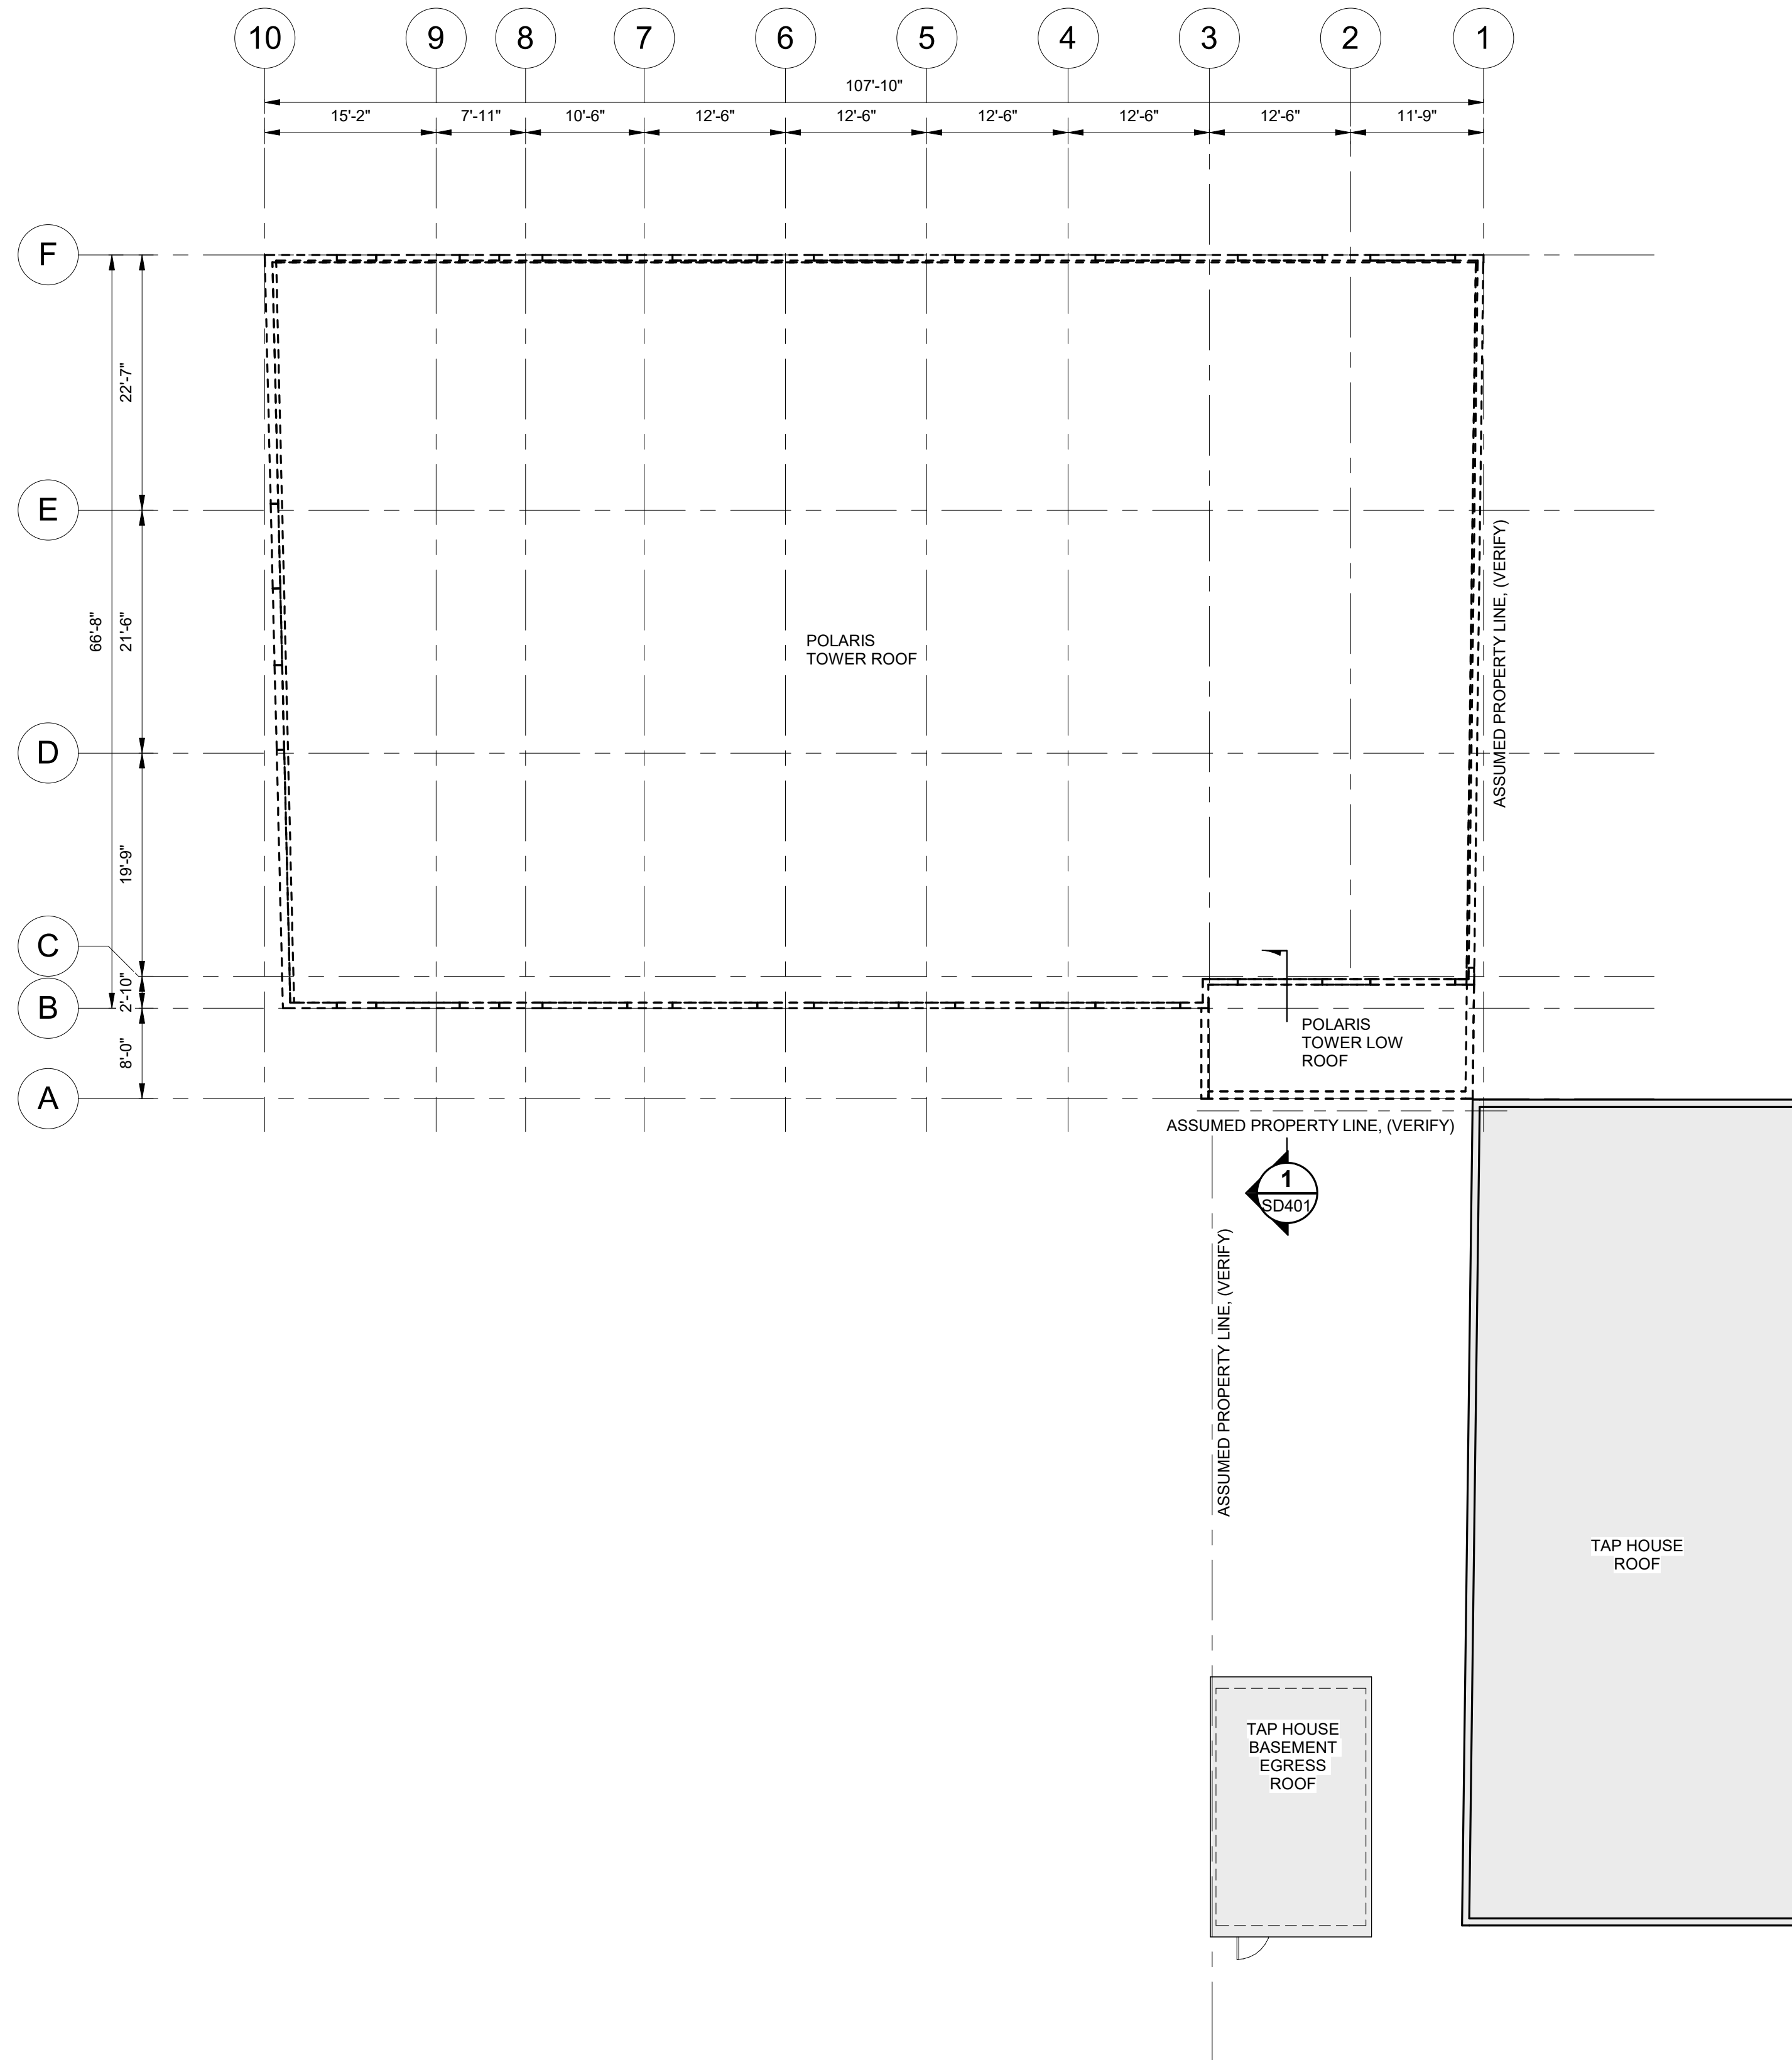 10 9 8 7 6 5 4 3 2 1
107'-10"
15'-2" 7'-11" 10'-6" 12'-6" 12'-6" 12'-6" 12'-6" 12'-6" 11'-9"
F
22'-7"
E
66'-8"
21'-6"
POLARIS
TOWER ROOF
ASSUMED PROPERTY LINE, (VERIFY)
D
19'-9"
C
2'-10"
B
8'-0"
POLARIS
TOWER LOW
ROOF
A
ASSUMED PROPERTY LINE, (VERIFY)
1
SD401
ASSUMED PROPERTY LINE, (VERIFY)
TAP HOUSE
ROOF
TAP HOUSE
BASEMENT
EGRESS
ROOF